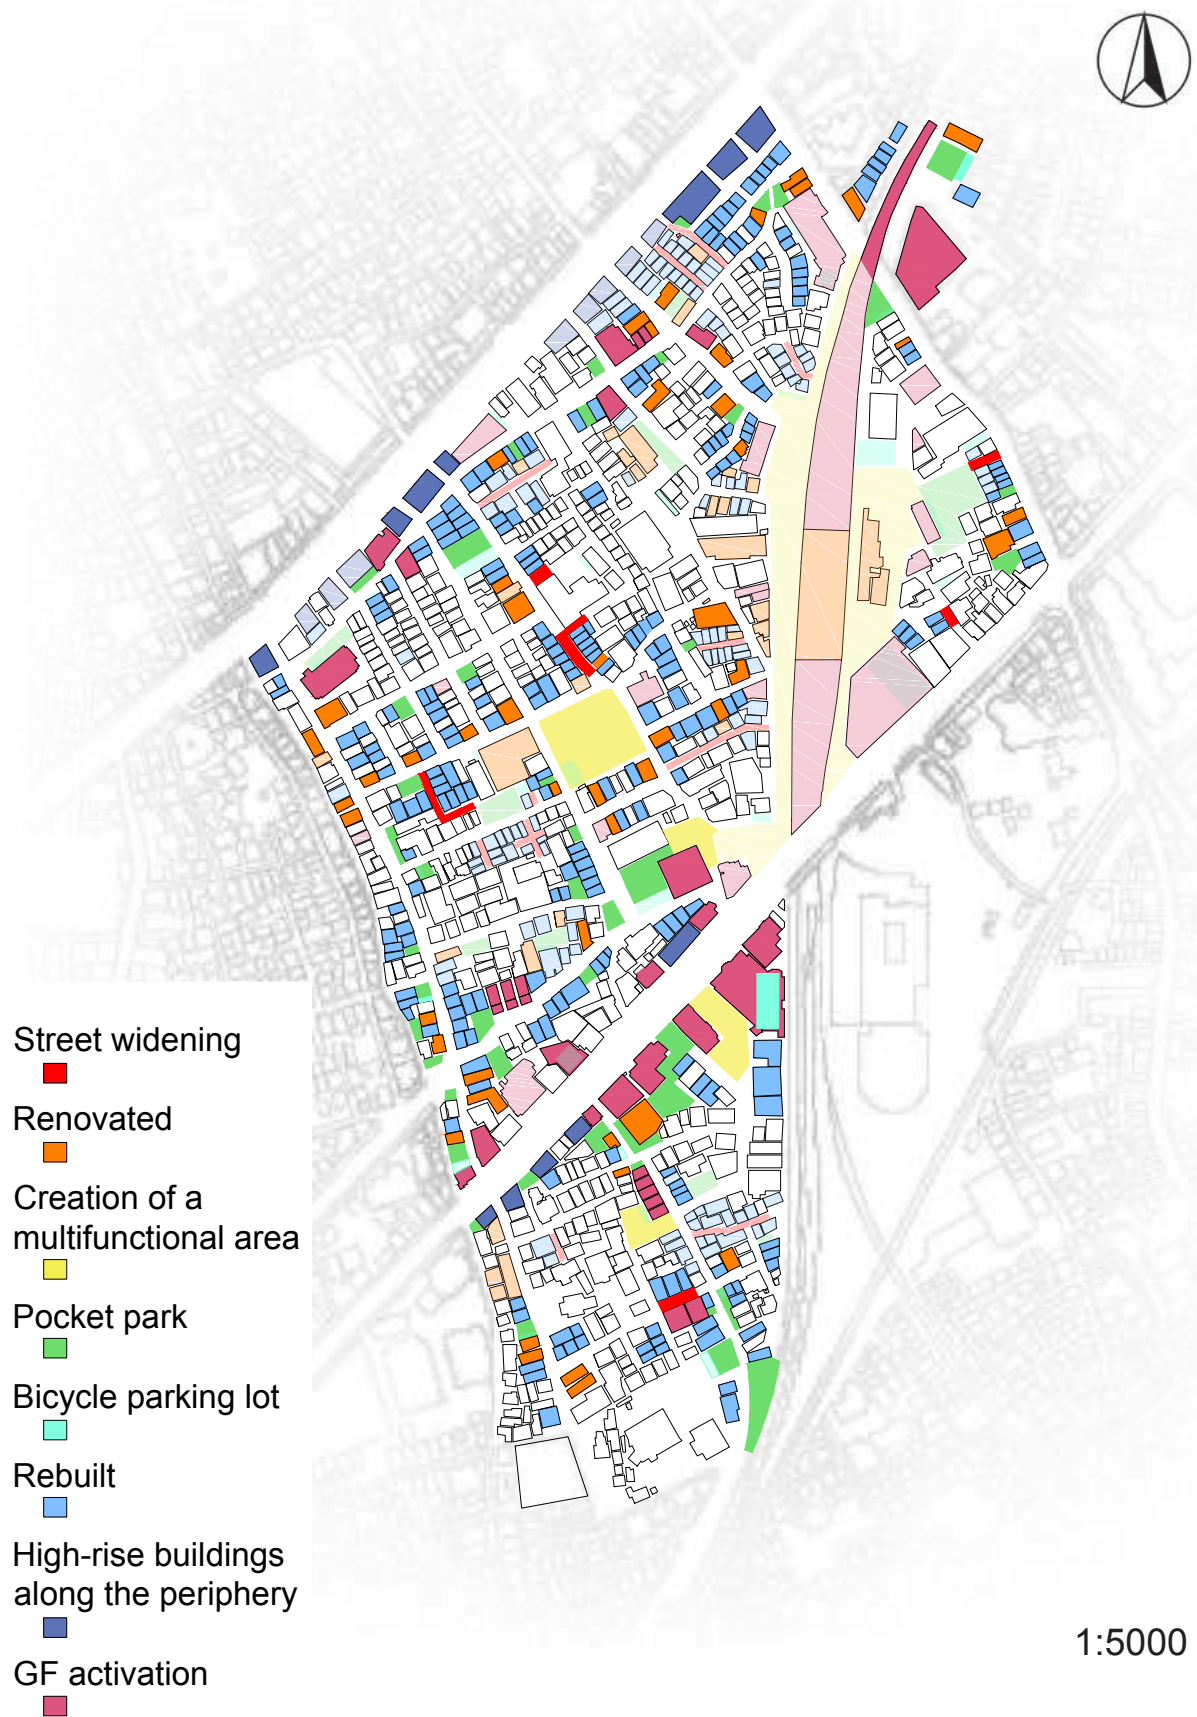 Street widening
Renovated
Creation of a
multifunctional area
Pocket park
Bicycle parking lot
Rebuilt
High-rise buildings
along the periphery
GF activation
1:5000